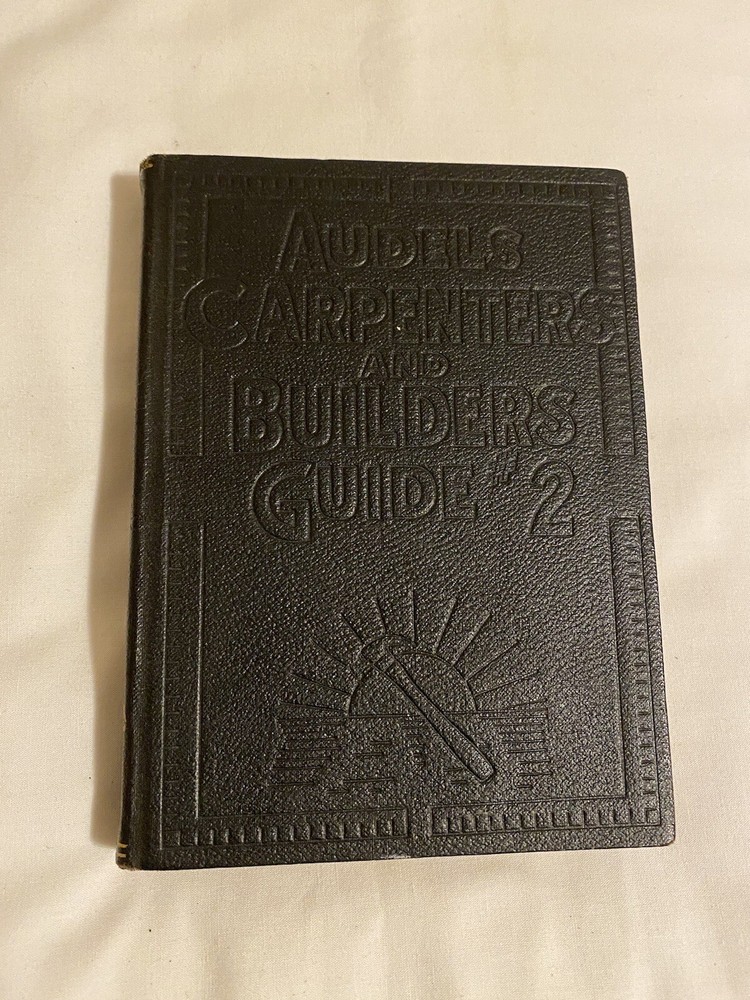 AUDELS
CARPENTERS
AND
BUILDERS
GUIDE #2